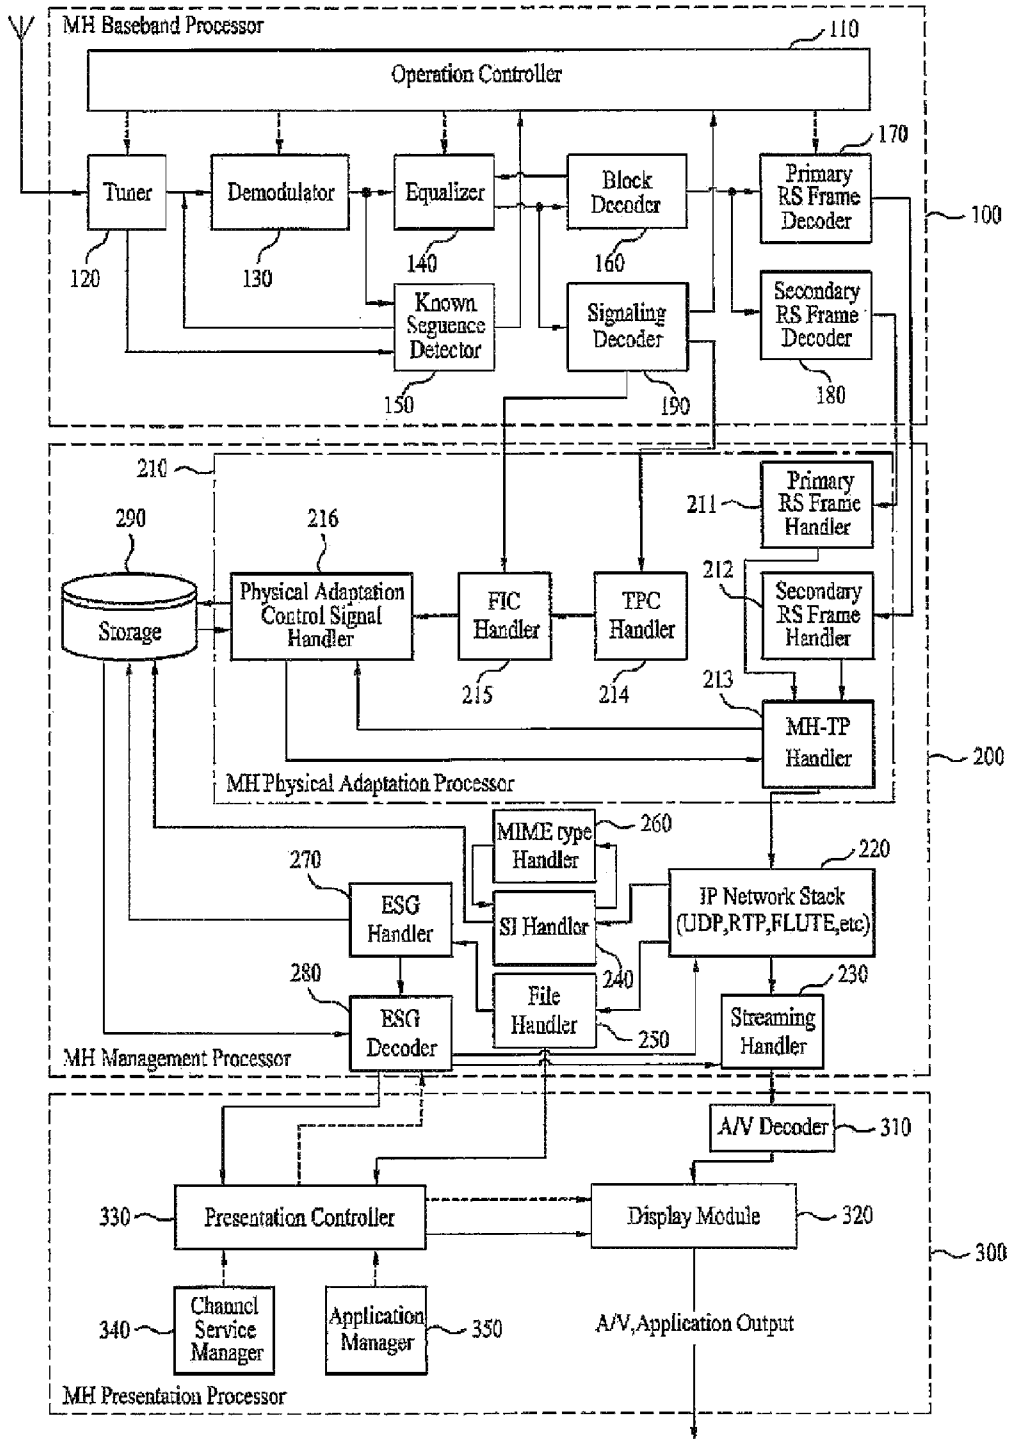 MH Baseband Processor
110
Operation Controller
170
Tuner
Demodulator
Equalizer
Block
Decoder
Primary
RS Frame
Decoder
100
120
130
140
160
Known
Seguence
Detector
Signaling
Decoder
Secondary
RS Frame
Decoder
150
190
180
210
Primary
RS Frame
Handler
211
290
216
212
Storage
Physical Adaptation
Control Signal
Handler
FIC
Handler
TPC
Handler
Secondary
RS Frame
Handler
215
214
213
MH-TP
Handler
200
MH Physical Adaptation Processor
260
MIME type
Handler
270
220
ESG
Handler
SI Handlor
IP Network Stack
(UDP,RTP,FLUTE,etc)
240
280
230
File
Handler
250
ESG
Decoder
Streaming
Handler
MH Management Processor
A/V Decoder
310
330
Presentation Controller
Display Module
320
300
340
Channel
Service
Manager
Application
Manager
350
A/V,Application Output
MH Presentation Processor